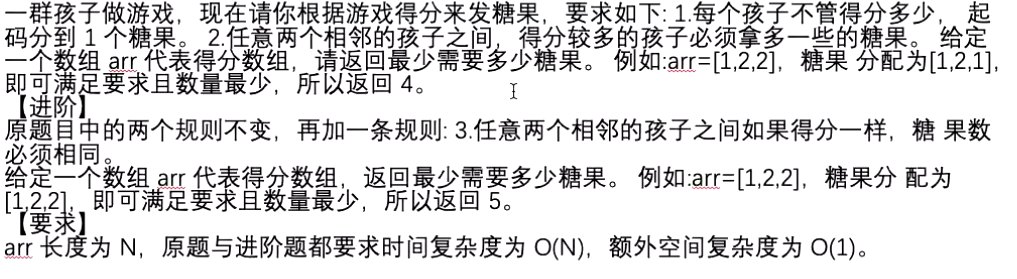 一群孩子做游戏，现在请你根据游戏得分来发糖果，要求如下: 1.每个孩子不管得分多少， 起
码分到 1 个糖果。 2.任意两个相邻的孩子之间，得分较多的孩子必须拿多一些的糖果。 给定
一个数组 arr 代表得分数组，请返回最少需要多少糖果。 例如:arr=[1,2,2]，糖果 分配为[1,2,1]，
即可满足要求且数量最少，所以返回 4。
【进阶】
原题目中的两个规则不变，再加一条规则: 3.任意两个相邻的孩子之间如果得分一样，糖 果数
必须相同。
给定一个数组 arr 代表得分数组，返回最少需要多少糖果。 例如:arr=[1,2,2]，糖果分 配为
[1,2,2]，即可满足要求且数量最少，所以返回 5。
【要求】
arr 长度为 N，原题与进阶题都要求时间复杂度为 O(N)，额外空间复杂度为 O(1)。